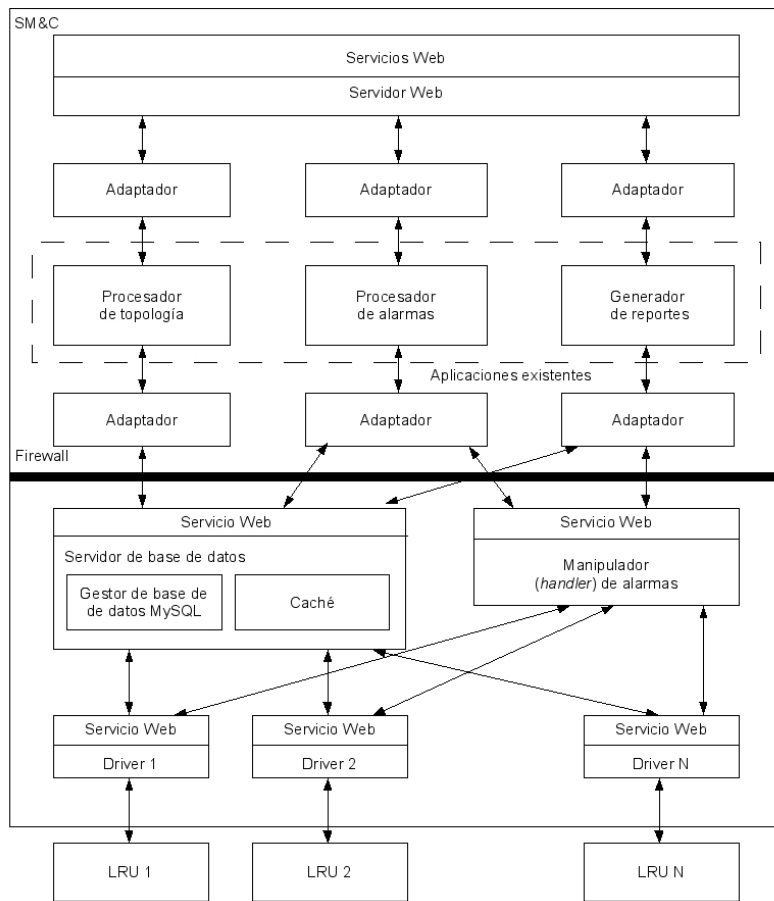 SM&C
Servicios Web
Servidor Web
Adaptador
Adaptador
Adaptador
Procesador
de topología
Procesador
de alarmas
Generador
de reportes
Aplicaciones existentes
Adaptador
Adaptador
Adaptador
Firewall
Servicio Web
Servidor de base de datos
Gestor de base de
de datos MySQL
Caché
Servicio Web
Manipulador
(handler) de alarmas
Servicio Web
Driver 1
Servicio Web
Driver 2
Servicio Web
Driver N
LRU 1
LRU 2
LRU N